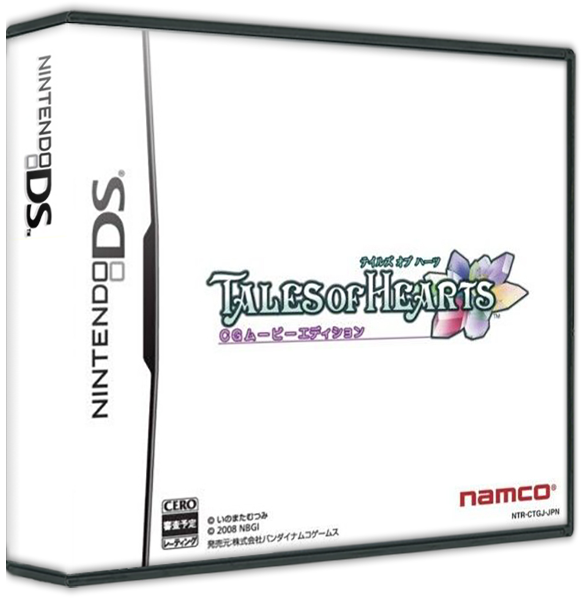 NINTENDO DS™
NINTENDO DS®
テイルズ オブ ハーツ
TALES OF HEARTS™
CGムービーエディション
namco®
NTR-CTGJ-JPN
CERO
審査予定
レーティング
© いのまたむつみ
© 2008 NBGI
発売元:株式会社バンダイナムコゲームス